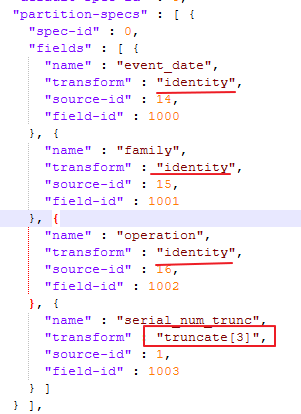 "partition-specs" : [ {
"spec-id" : 0,
"fields" : [ {
"name" : "event_date",
"transform" : "identity",
"source-id" : 14,
"field-id" : 1000
}, {
"name" : "family",
"transform" : "identity",
"source-id" : 15,
"field-id" : 1001
}, {
"name" : "operation",
"transform" : "identity",
"source-id" : 16,
"field-id" : 1002
}, {
"name" : "serial_num_trunc",
"transform" "truncate[3]",
"source-id" : 1,
"field-id" : 1003
} ]
} ],